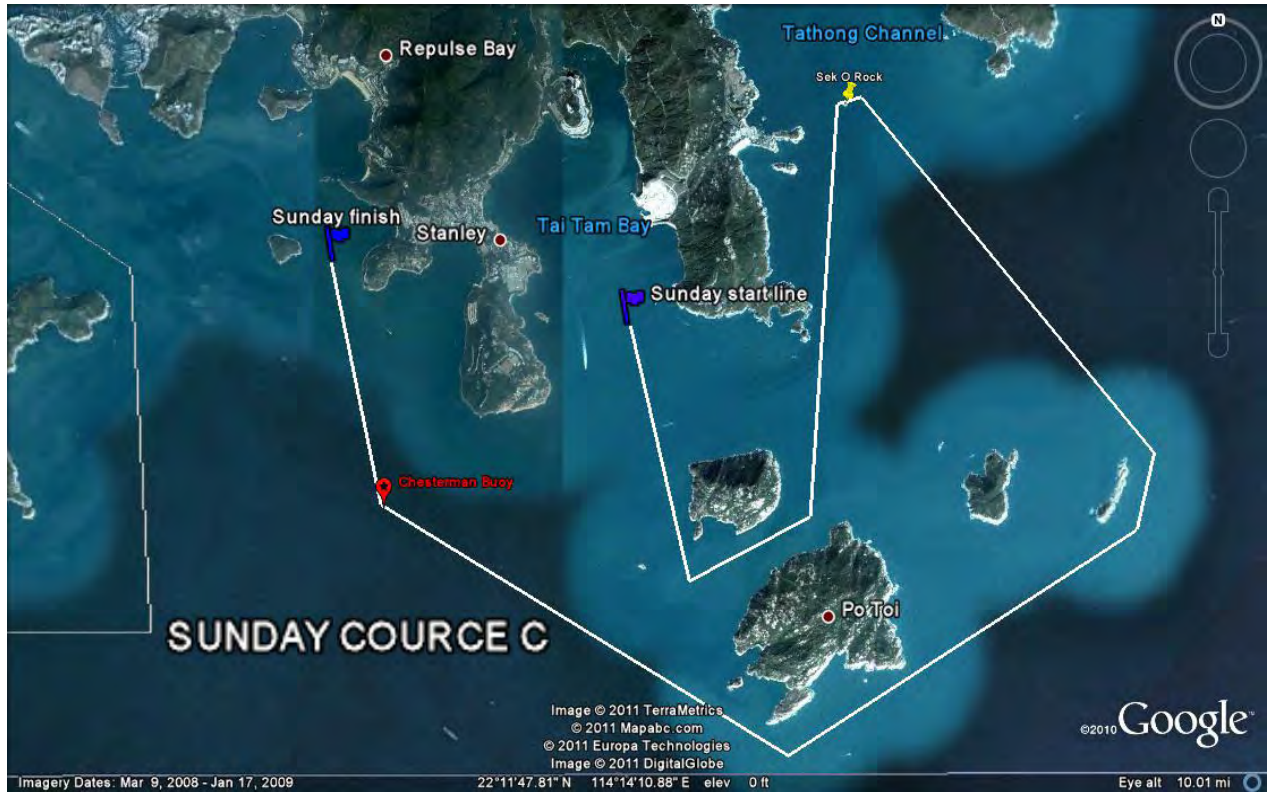 Tathong Channel
Repulse Bay
Sek O Rock
N
Sunday finish
Stanley
Tai Tam Bay
Sunday start line
Chesterman Buoy
Po Toi
SUNDAY COURCE C
Image © 2011 TerraMetrics
© 2011 Mapabc.com
© 2011 Europa Technologies
Image © 2011 DigitalGlobe
©2010 Google™
Imagery Dates: Mar 9, 2008 - Jan 17, 2009 22°11'47.81" N 114°14'10.88" E elev 0 ft Eye alt 10.01 mi